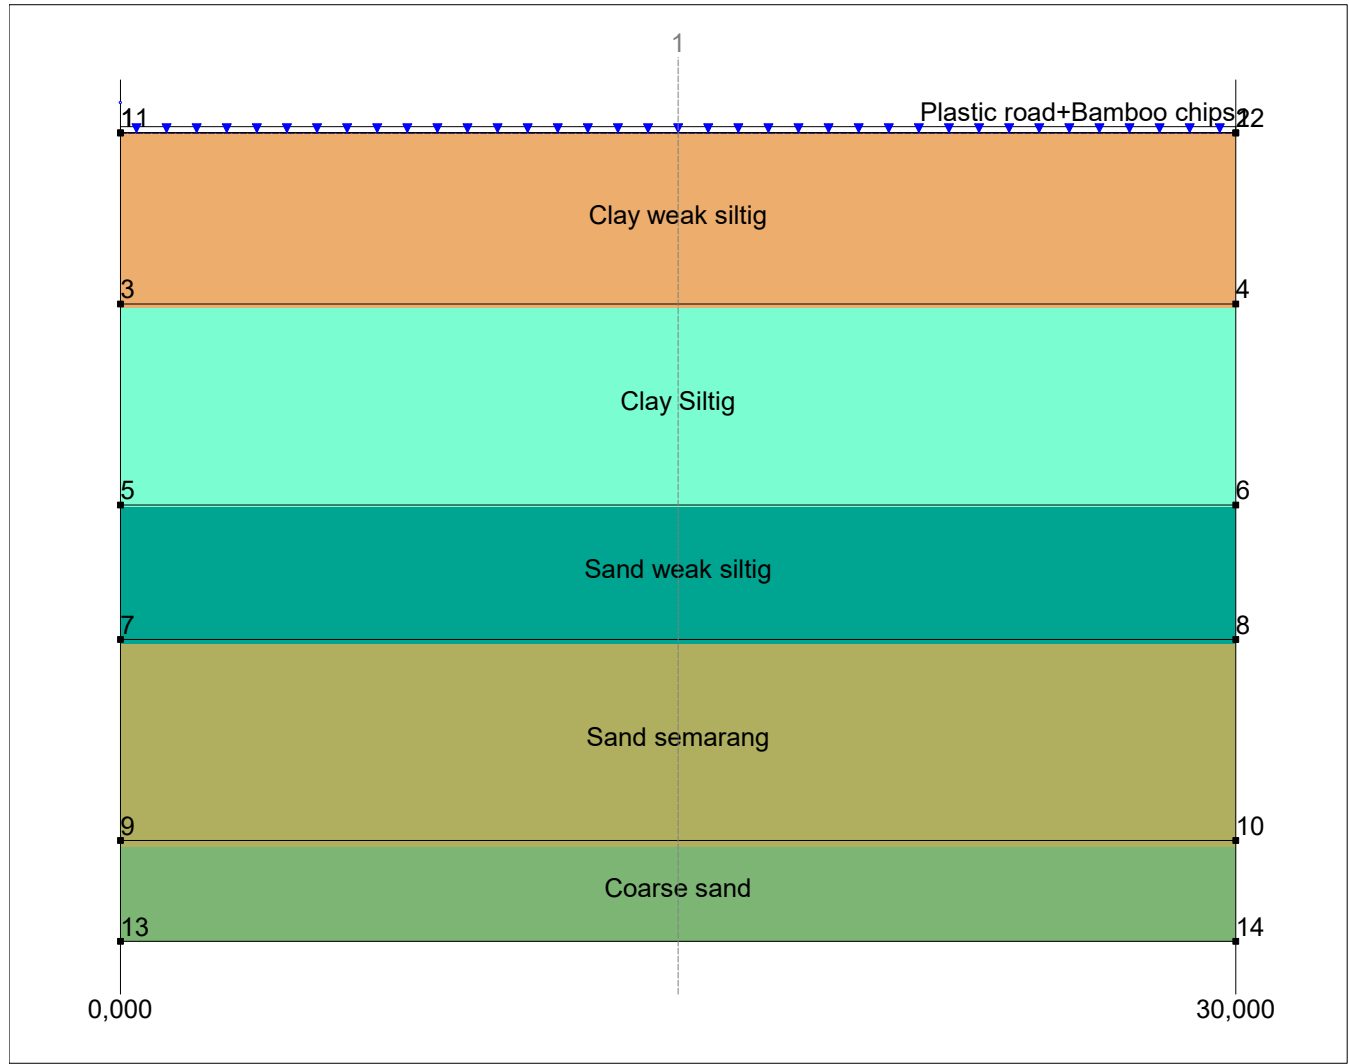 1
11
Plastic road+Bamboo chips
12
Clay weak siltig
3
4
Clay Siltig
5
6
Sand weak siltig
7
8
Sand semarang
9
10
Coarse sand
13
14
0,000
30,000